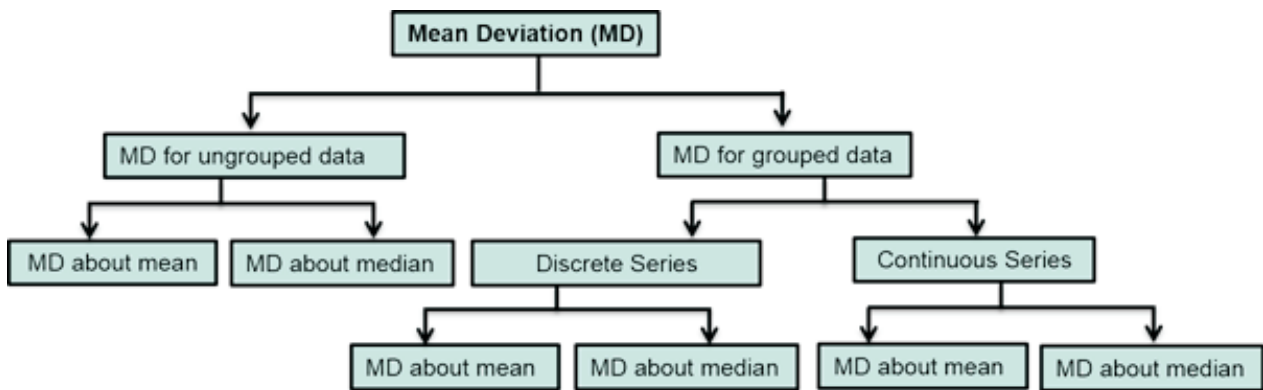 Mean Deviation (MD)
MD for ungrouped data
MD for grouped data
MD about mean
MD about median
Discrete Series
Continuous Series
MD about mean
MD about median
MD about mean
MD about median